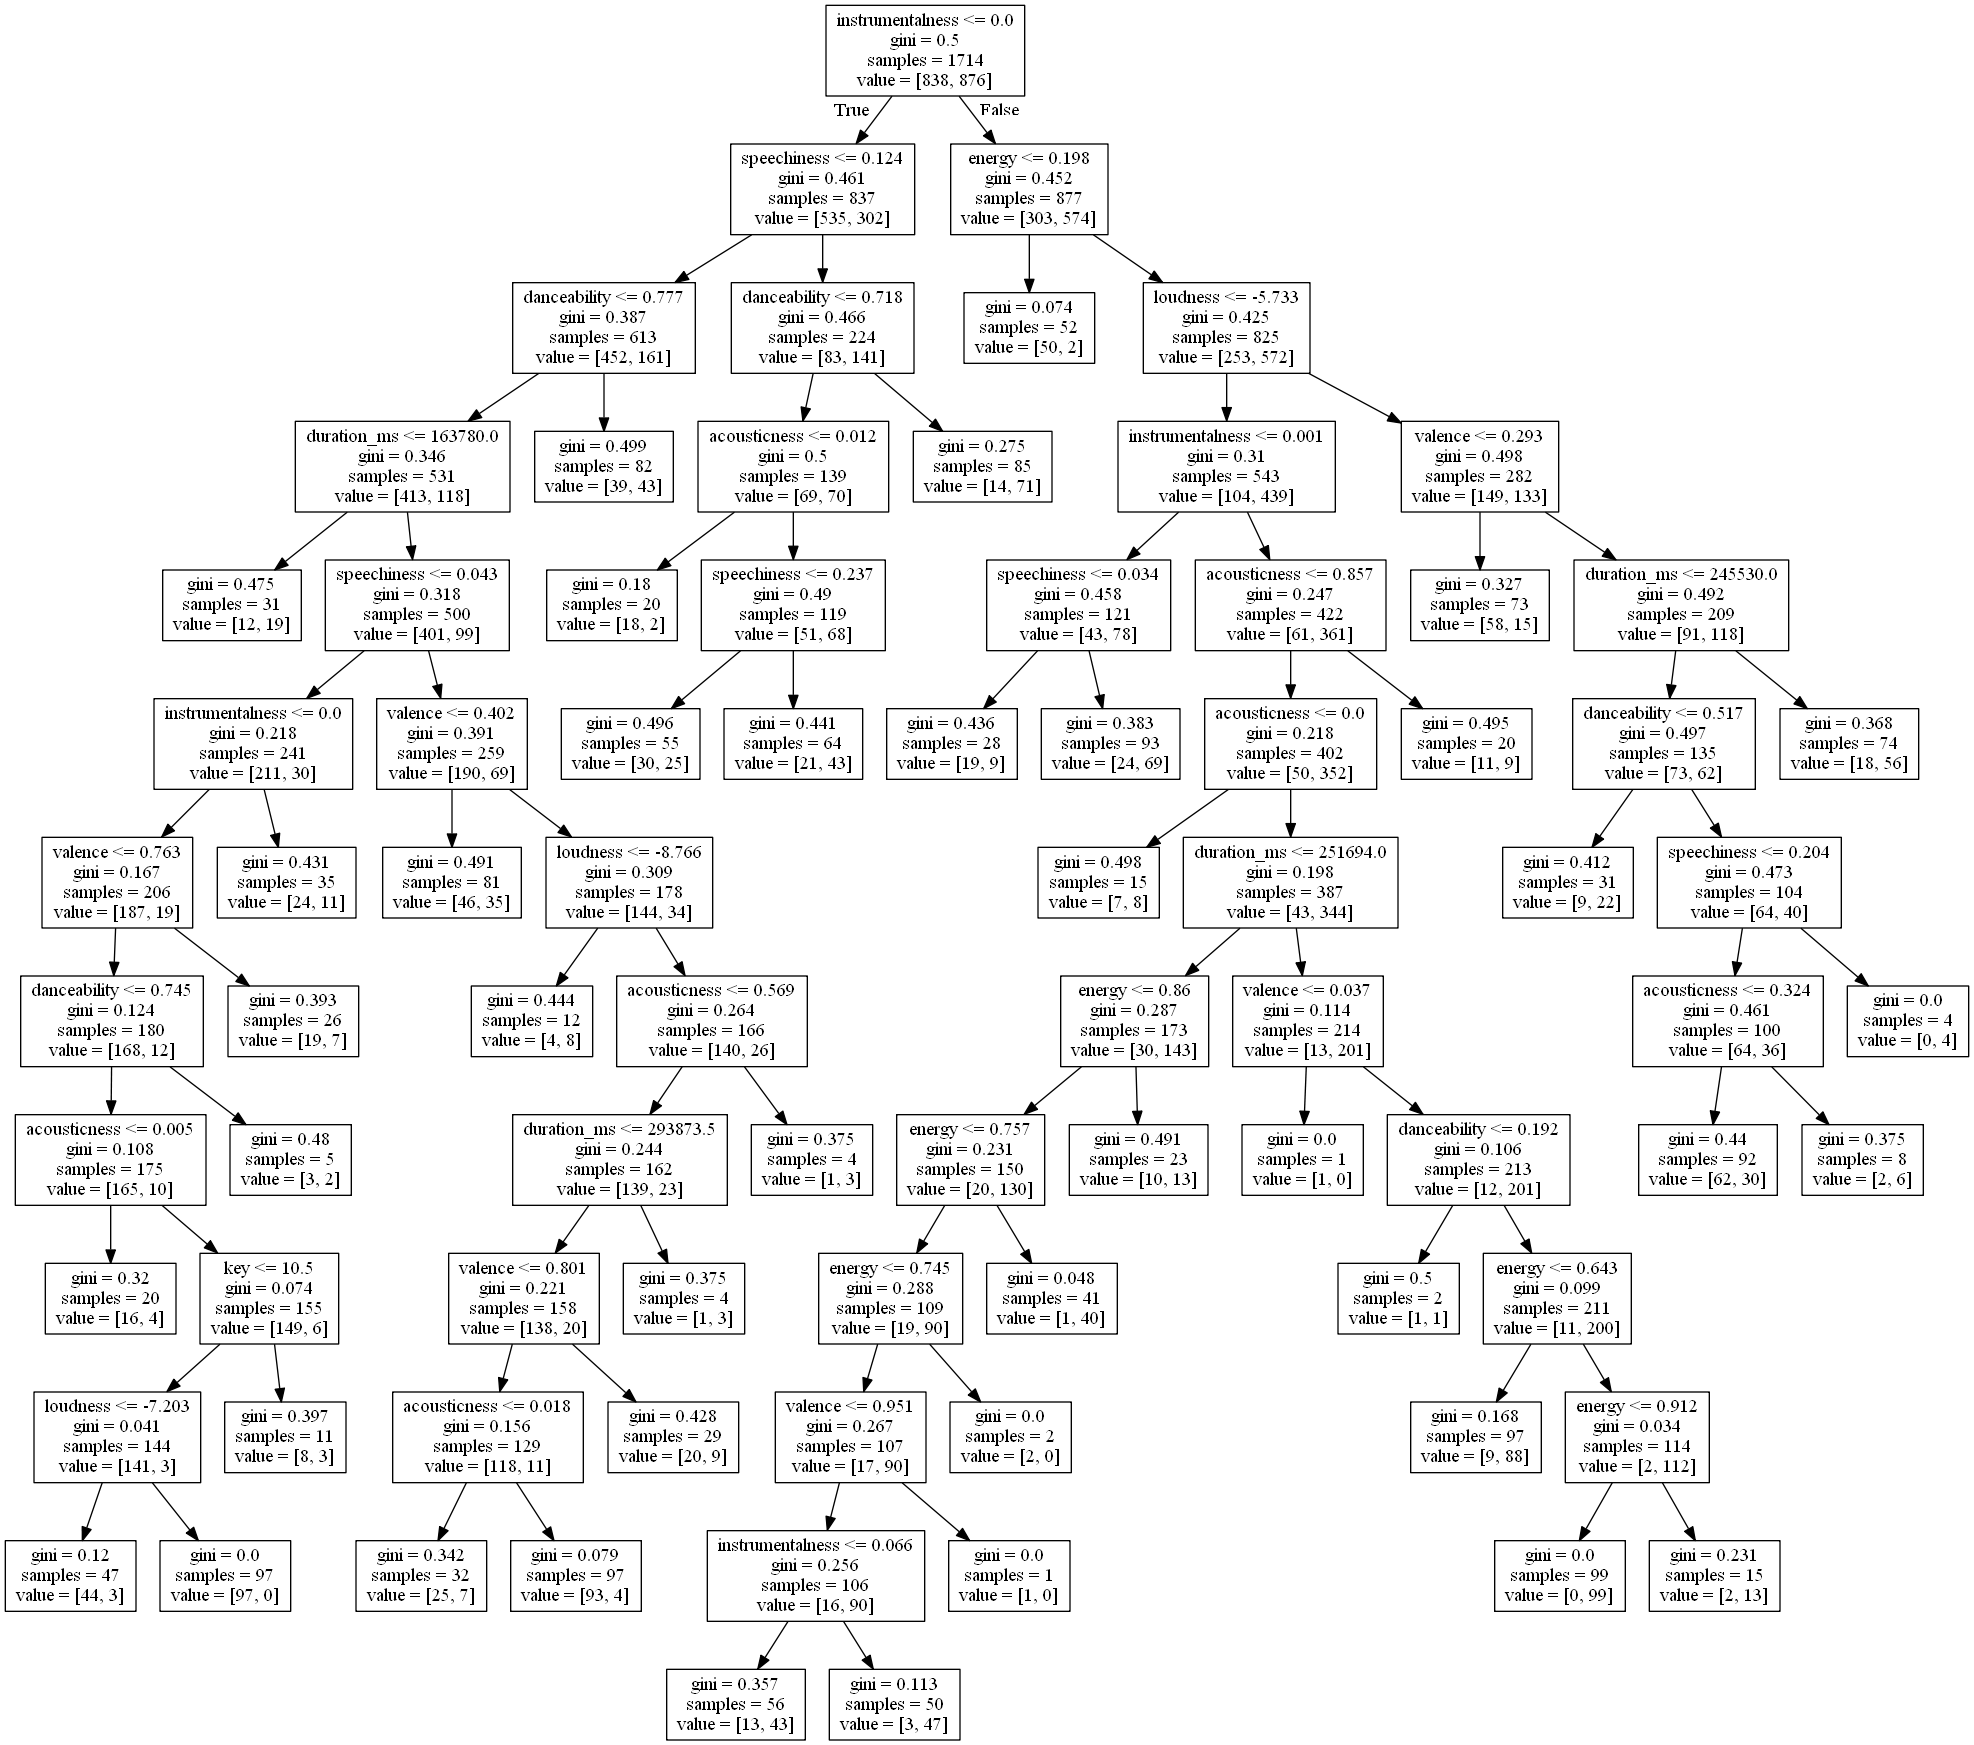 instrumentalness <= 0.0
gini = 0.5
samples = 1714
value = [838, 876]
True
False
speechiness <= 0.124
gini = 0.461
samples = 837
value = [535, 302]
energy <= 0.198
gini = 0.452
samples = 877
value = [303, 574]
danceability <= 0.777
gini = 0.387
samples = 613
value = [452, 161]
danceability <= 0.718
gini = 0.466
samples = 224
value = [83, 141]
gini = 0.074
samples = 52
value = [50, 2]
loudness <= -5.733
gini = 0.425
samples = 825
value = [253, 572]
duration_ms <= 163780.0
gini = 0.346
samples = 531
value = [413, 118]
gini = 0.499
samples = 82
value = [39, 43]
acousticness <= 0.012
gini = 0.5
samples = 139
value = [69, 70]
gini = 0.275
samples = 85
value = [14, 71]
instrumentalness <= 0.001
gini = 0.31
samples = 543
value = [104, 439]
valence <= 0.293
gini = 0.498
samples = 282
value = [149, 133]
gini = 0.475
samples = 31
value = [12, 19]
speechiness <= 0.043
gini = 0.318
samples = 500
value = [401, 99]
gini = 0.18
samples = 20
value = [18, 2]
speechiness <= 0.237
gini = 0.49
samples = 119
value = [51, 68]
speechiness <= 0.034
gini = 0.458
samples = 121
value = [43, 78]
acousticness <= 0.857
gini = 0.247
samples = 422
value = [61, 361]
gini = 0.327
samples = 73
value = [58, 15]
duration_ms <= 245530.0
gini = 0.492
samples = 209
value = [91, 118]
instrumentalness <= 0.0
gini = 0.218
samples = 241
value = [211, 30]
valence <= 0.402
gini = 0.391
samples = 259
value = [190, 69]
gini = 0.496
samples = 55
value = [30, 25]
gini = 0.441
samples = 64
value = [21, 43]
gini = 0.436
samples = 28
value = [19, 9]
gini = 0.383
samples = 93
value = [24, 69]
acousticness <= 0.0
gini = 0.218
samples = 402
value = [50, 352]
gini = 0.495
samples = 20
value = [11, 9]
danceability <= 0.517
gini = 0.497
samples = 135
value = [73, 62]
gini = 0.368
samples = 74
value = [18, 56]
valence <= 0.763
gini = 0.167
samples = 206
value = [187, 19]
gini = 0.431
samples = 35
value = [24, 11]
gini = 0.491
samples = 81
value = [46, 35]
loudness <= -8.766
gini = 0.309
samples = 178
value = [144, 34]
gini = 0.498
samples = 15
value = [7, 8]
duration_ms <= 251694.0
gini = 0.198
samples = 387
value = [43, 344]
gini = 0.412
samples = 31
value = [9, 22]
speechiness <= 0.204
gini = 0.473
samples = 104
value = [64, 40]
danceability <= 0.745
gini = 0.124
samples = 180
value = [168, 12]
gini = 0.393
samples = 26
value = [19, 7]
gini = 0.444
samples = 12
value = [4, 8]
acousticness <= 0.569
gini = 0.264
samples = 166
value = [140, 26]
energy <= 0.86
gini = 0.287
samples = 173
value = [30, 143]
valence <= 0.037
gini = 0.114
samples = 214
value = [13, 201]
acousticness <= 0.324
gini = 0.461
samples = 100
value = [64, 36]
gini = 0.0
samples = 4
value = [0, 4]
acousticness <= 0.005
gini = 0.108
samples = 175
value = [165, 10]
gini = 0.48
samples = 5
value = [3, 2]
duration_ms <= 293873.5
gini = 0.244
samples = 162
value = [139, 23]
gini = 0.375
samples = 4
value = [1, 3]
energy <= 0.757
gini = 0.231
samples = 150
value = [20, 130]
gini = 0.491
samples = 23
value = [10, 13]
gini = 0.0
samples = 1
value = [1, 0]
danceability <= 0.192
gini = 0.106
samples = 213
value = [12, 201]
gini = 0.44
samples = 92
value = [62, 30]
gini = 0.375
samples = 8
value = [2, 6]
gini = 0.32
samples = 20
value = [16, 4]
key <= 10.5
gini = 0.074
samples = 155
value = [149, 6]
valence <= 0.801
gini = 0.221
samples = 158
value = [138, 20]
gini = 0.375
samples = 4
value = [1, 3]
energy <= 0.745
gini = 0.288
samples = 109
value = [19, 90]
gini = 0.048
samples = 41
value = [1, 40]
gini = 0.5
samples = 2
value = [1, 1]
energy <= 0.643
gini = 0.099
samples = 211
value = [11, 200]
loudness <= -7.203
gini = 0.041
samples = 144
value = [141, 3]
gini = 0.397
samples = 11
value = [8, 3]
acousticness <= 0.018
gini = 0.156
samples = 129
value = [118, 11]
gini = 0.428
samples = 29
value = [20, 9]
valence <= 0.951
gini = 0.267
samples = 107
value = [17, 90]
gini = 0.0
samples = 2
value = [2, 0]
gini = 0.168
samples = 97
value = [9, 88]
energy <= 0.912
gini = 0.034
samples = 114
value = [2, 112]
gini = 0.12
samples = 47
value = [44, 3]
gini = 0.0
samples = 97
value = [97, 0]
gini = 0.342
samples = 32
value = [25, 7]
gini = 0.079
samples = 97
value = [93, 4]
instrumentalness <= 0.066
gini = 0.256
samples = 106
value = [16, 90]
gini = 0.0
samples = 1
value = [1, 0]
gini = 0.0
samples = 99
value = [0, 99]
gini = 0.231
samples = 15
value = [2, 13]
gini = 0.357
samples = 56
value = [13, 43]
gini = 0.113
samples = 50
value = [3, 47]